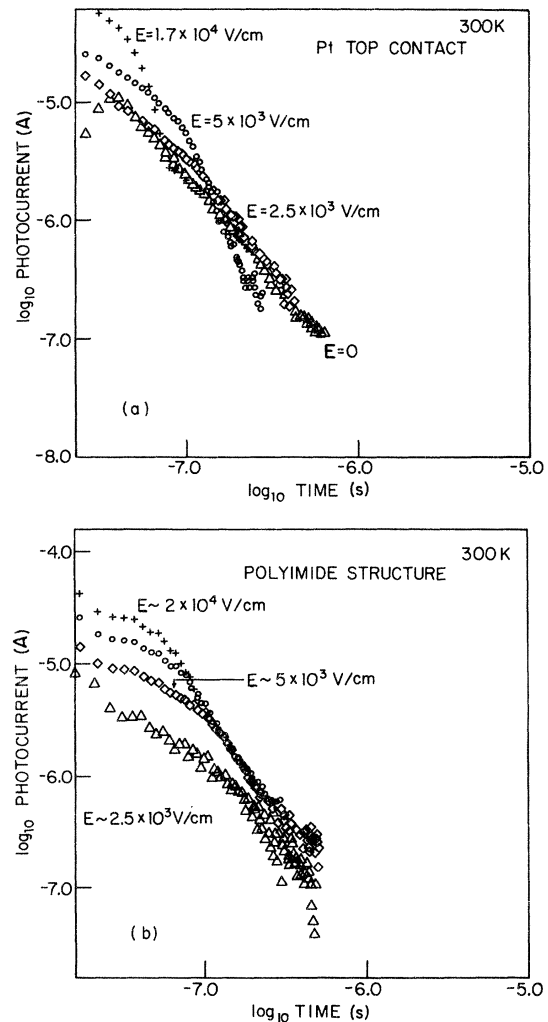 (a)
300K
Pt TOP CONTACT
E=1.7 × 10⁴ V/cm
E=5 × 10³ V/cm
E=2.5 × 10³ V/cm
E=0
-5.0
-6.0
-7.0
-8.0
log₁₀ PHOTOCURRENT (A)
-7.0 -6.0 -5.0
log₁₀ TIME (s)
(b)
300K
POLYIMIDE STRUCTURE
E~ 2 × 10⁴ V/cm
E~ 5 × 10³ V/cm
E~ 2.5 × 10³ V/cm
-4.0
-5.0
-6.0
-7.0
log₁₀ PHOTOCURRENT (A)
-7.0 -6.0 -5.0
log₁₀ TIME (s)